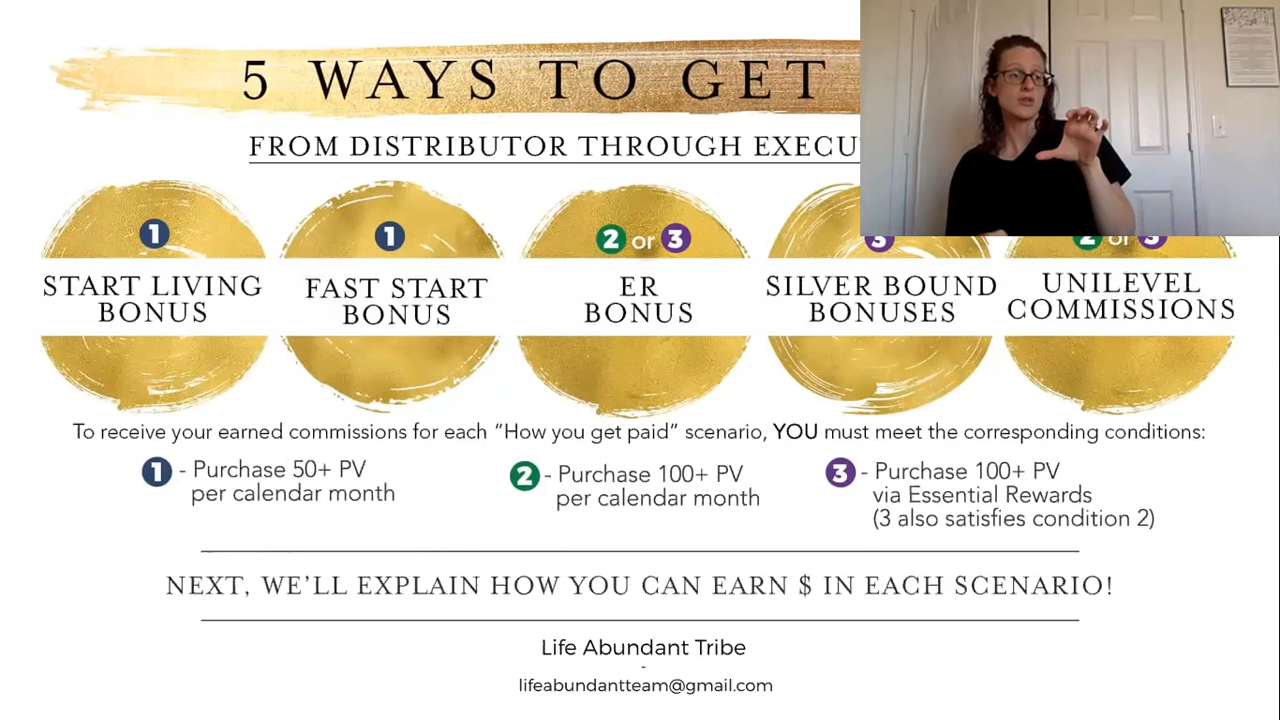 5 WAYS TO GET
FROM DISTRIBUTOR THROUGH EXECU
1
1
2 or 3
3
2 or 3
START LIVING
BONUS
FAST START
BONUS
ER
BONUS
SILVER BOUND
BONUSES
UNILEVEL
COMMISSIONS
To receive your earned commissions for each "How you get paid" scenario, YOU must meet the corresponding conditions:
1 - Purchase 50+ PV
per calendar month
2 - Purchase 100+ PV
per calendar month
3 - Purchase 100+ PV
via Essential Rewards
(3 also satisfies condition 2)
NEXT, WE'LL EXPLAIN HOW YOU CAN EARN $ IN EACH SCENARIO!
Life Abundant Tribe
-
lifeabundantteam@gmail.com